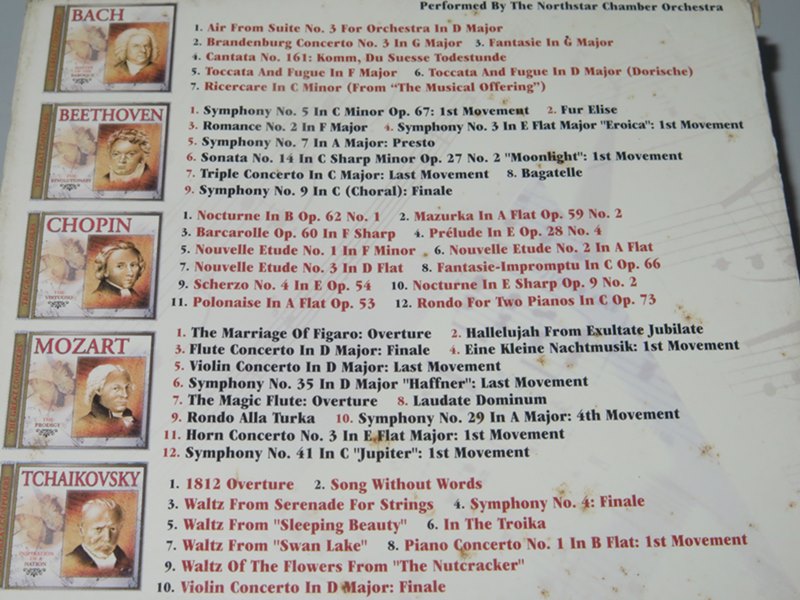 Performed By The Northstar Chamber Orchestra
BACH
1. Air From Suite No. 3 For Orchestra In D Major
2. Brandenburg Concerto No. 3 In G Major 3. Fantasie In G Major
4. Cantata No. 161: Komm, Du Suesse Todestunde
5. Toccata And Fugue In F Major 6. Toccata And Fugue In D Major (Dorische)
7. Ricercare In C Minor (From "The Musical Offering")
BEETHOVEN
THE
REVOLUTIONARY
1. Symphony No. 5 In C Minor Op. 67: 1st Movement 2. Fur Elise
3. Romance No. 2 In F Major 4. Symphony No. 3 In E Flat Major "Eroica": 1st Movement
5. Symphony No. 7 In A Major: Presto
6. Sonata No. 14 In C Sharp Minor Op. 27 No. 2 "Moonlight": 1st Movement
7. Triple Concerto In C Major: Last Movement 8. Bagatelle
9. Symphony No. 9 In C (Choral): Finale
CHOPIN
THE
VIRTUOSO
1. Nocturne In B Op. 62 No. 1 2. Mazurka In A Flat Op. 59 No. 2
3. Barcarolle Op. 60 In F Sharp 4. Prélude In E Op. 28 No. 4
5. Nouvelle Etude No. 1 In F Minor 6. Nouvelle Etude No. 2 In A Flat
7. Nouvelle Etude No. 3 In D Flat 8. Fantasie-Impromptu In C Op. 66
9. Scherzo No. 4 In E Op. 54 10. Nocturne In E Sharp Op. 9 No. 2
11. Polonaise In A Flat Op. 53 12. Rondo For Two Pianos In C Op. 73
MOZART
THE
PRODIGY
1. The Marriage Of Figaro: Overture 2. Hallelujah From Exultate Jubilate
3. Flute Concerto In D Major: Finale 4. Eine Kleine Nachtmusik: 1st Movement
5. Violin Concerto In D Major: Last Movement
6. Symphony No. 35 In D Major "Haffner": Last Movement
7. The Magic Flute: Overture 8. Laudate Dominum
9. Rondo Alla Turka 10. Symphony No. 29 In A Major: 4th Movement
11. Horn Concerto No. 3 In E Flat Major: 1st Movement
12. Symphony No. 41 In C "Jupiter": 1st Movement
TCHAIKOVSKY
INSPIRATION
OF A
NATION
1. 1812 Overture 2. Song Without Words
3. Waltz From Serenade For Strings 4. Symphony No. 4: Finale
5. Waltz From "Sleeping Beauty" 6. In The Troika
7. Waltz From "Swan Lake" 8. Piano Concerto No. 1 In B Flat: 1st Movement
9. Waltz Of The Flowers From "The Nutcracker"
10. Violin Concerto In D Major: Finale